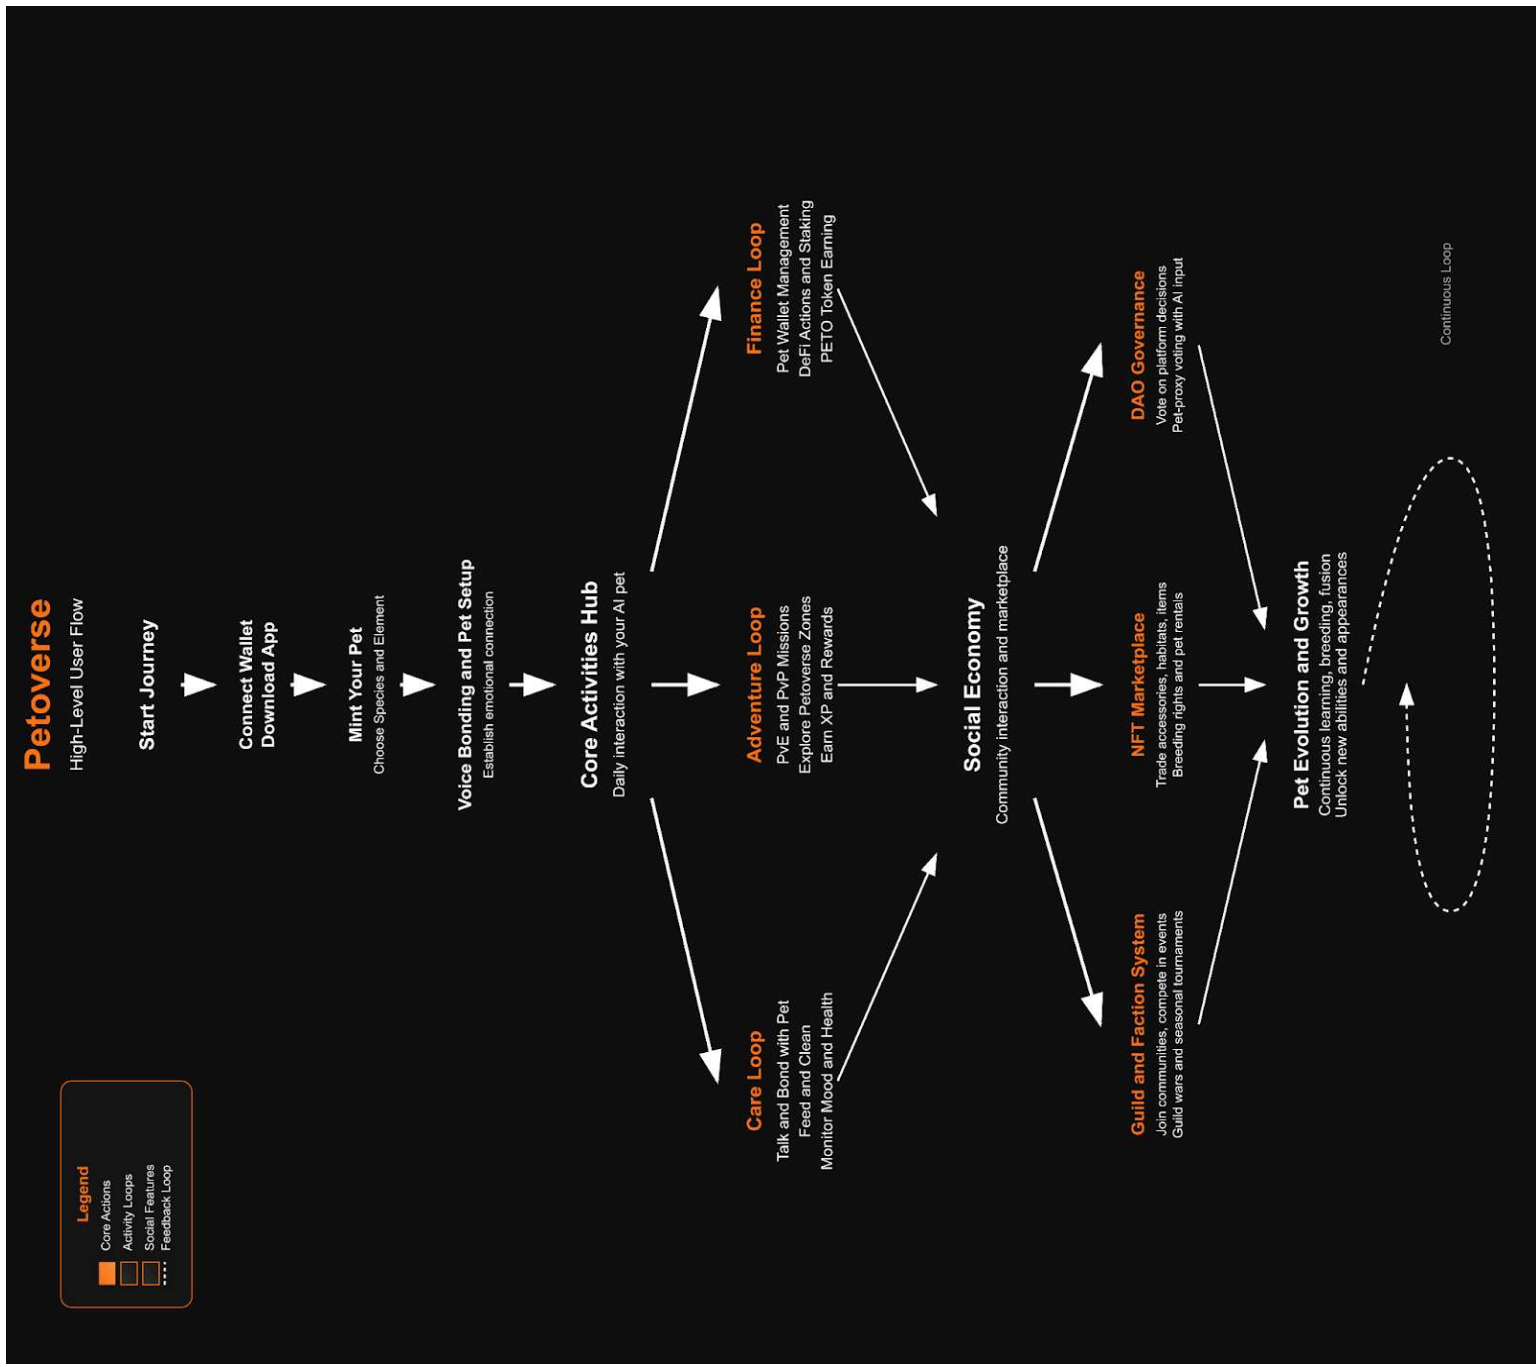 Petoverse
High-Level User Flow
Legend
Core Actions
Activity Loops
Social Features
Feedback Loop
Start Journey
Connect Wallet
Download App
Mint Your Pet
Choose Species and Element
Voice Bonding and Pet Setup
Establish emotional connection
Core Activities Hub
Daily interaction with your AI pet
Care Loop
Talk and Bond with Pet
Feed and Clean
Monitor Mood and Health
Adventure Loop
PvE and PvP Missions
Explore Petoverse Zones
Earn XP and Rewards
Finance Loop
Pet Wallet Management
DeFi Actions and Staking
PETO Token Earning
Social Economy
Community interaction and marketplace
Guild and Faction System
Join communities, compete in events
Guild wars and seasonal tournaments
NFT Marketplace
Trade accessories, habitats, items
Breeding rights and pet rentals
DAO Governance
Vote on platform decisions
Pet-proxy voting with AI input
Pet Evolution and Growth
Continuous learning, breeding, fusion
Unlock new abilities and appearances
Continuous Loop